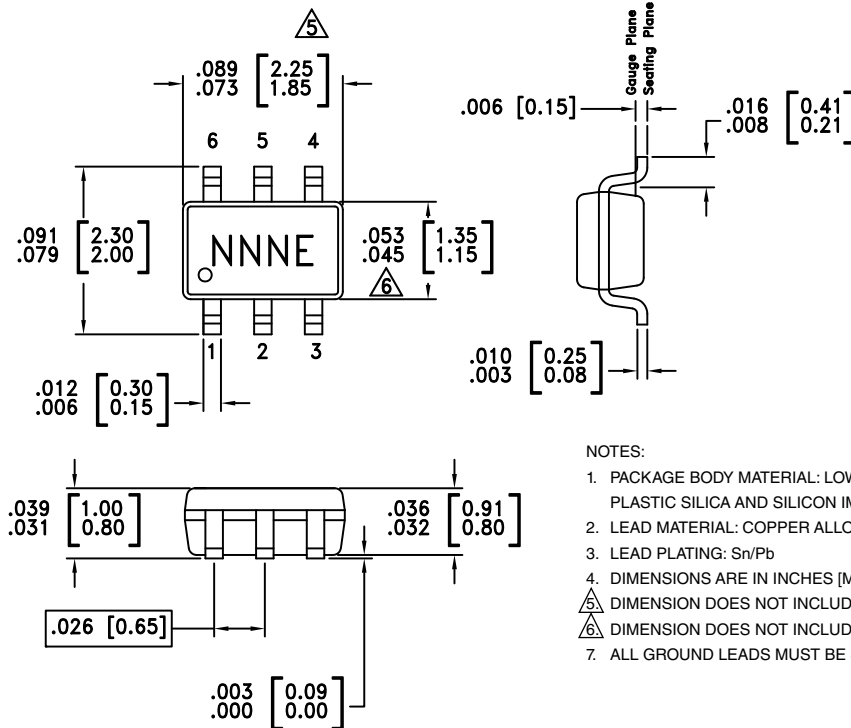 5
.089 [2.25]
.073 [1.85]
6 5 4
.091 [2.30]
.079 [2.00]
NNNE
.053 [1.35]
.045 [1.15]
6
1 2 3
.012 [0.30]
.006 [0.15]
Gauge Plane
Seating Plane
.006 [0.15]
.016 [0.41]
.008 [0.21]
.010 [0.25]
.003 [0.08]
.039 [1.00]
.031 [0.80]
.036 [0.91]
.032 [0.80]
.026 [0.65]
.003 [0.09]
.000 [0.00]
NOTES:
1. PACKAGE BODY MATERIAL: LOW
PLASTIC SILICA AND SILICON IM
2. LEAD MATERIAL: COPPER ALLO
3. LEAD PLATING: Sn/Pb
4. DIMENSIONS ARE IN INCHES [M
5. DIMENSION DOES NOT INCLUD
6. DIMENSION DOES NOT INCLUD
7. ALL GROUND LEADS MUST BE